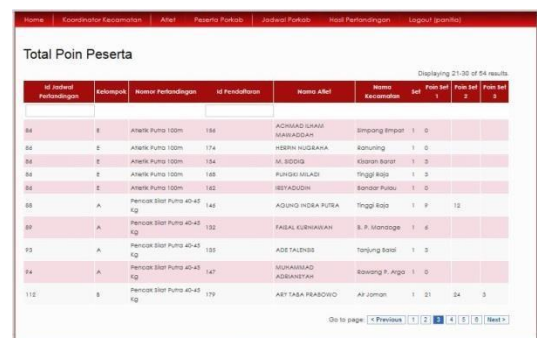 Home Koordinator Kecamatan Atlet Peserta Porkab Jadwal Porkab Hasil Pertandingan Logout (panitia)
Total Poin Peserta
Displaying 21-30 of 54 results.
Id Jadwal Pertandingan Kelompok Nomor Pertandingan Id Pendaftaran Nama Atlet Nama Kecamatan Set Poin Set 1 Poin Set 2 Poin Set 3
86 E Atletik Putra 100m 186 ACHMAD ILHAM MAWADDAH Simpang Empat 1 0
86 E Atletik Putra 100m 174 HERPIN NUGRAHA Rahuning 1 0
86 E Atletik Putra 100m 154 M. SIDDIQ Kisaran Barat 1 3
86 E Atletik Putra 100m 168 PUNGKI MILADI Tinggi Raja 1 3
86 E Atletik Putra 100m 162 IRSYADUDIN Bandar Pulau 1 0
88 A Pencak Silat Putra 40-45 Kg 146 AGUNG INDRA PUTRA Tinggi Raja 1 9 12
89 A Pencak Silat Putra 40-45 Kg 132 FAISAL KURNIAWAN B. P. Mandoge 1 6
93 A Pencak Silat Putra 40-45 Kg ADE TALENSIE Tanjung Balai 1 3
94 A Pencak Silat Putra 40-45 Kg 147 MUHAMMAD ADRIANSYAH Rawang P. Arga 1 0
112 B Pencak Silat Putra 40-45 Kg 179 ARY TABA PRABOWO Air Joman 1 21 24 3
Go to page: < Previous 1 2 3 4 5 6 Next >